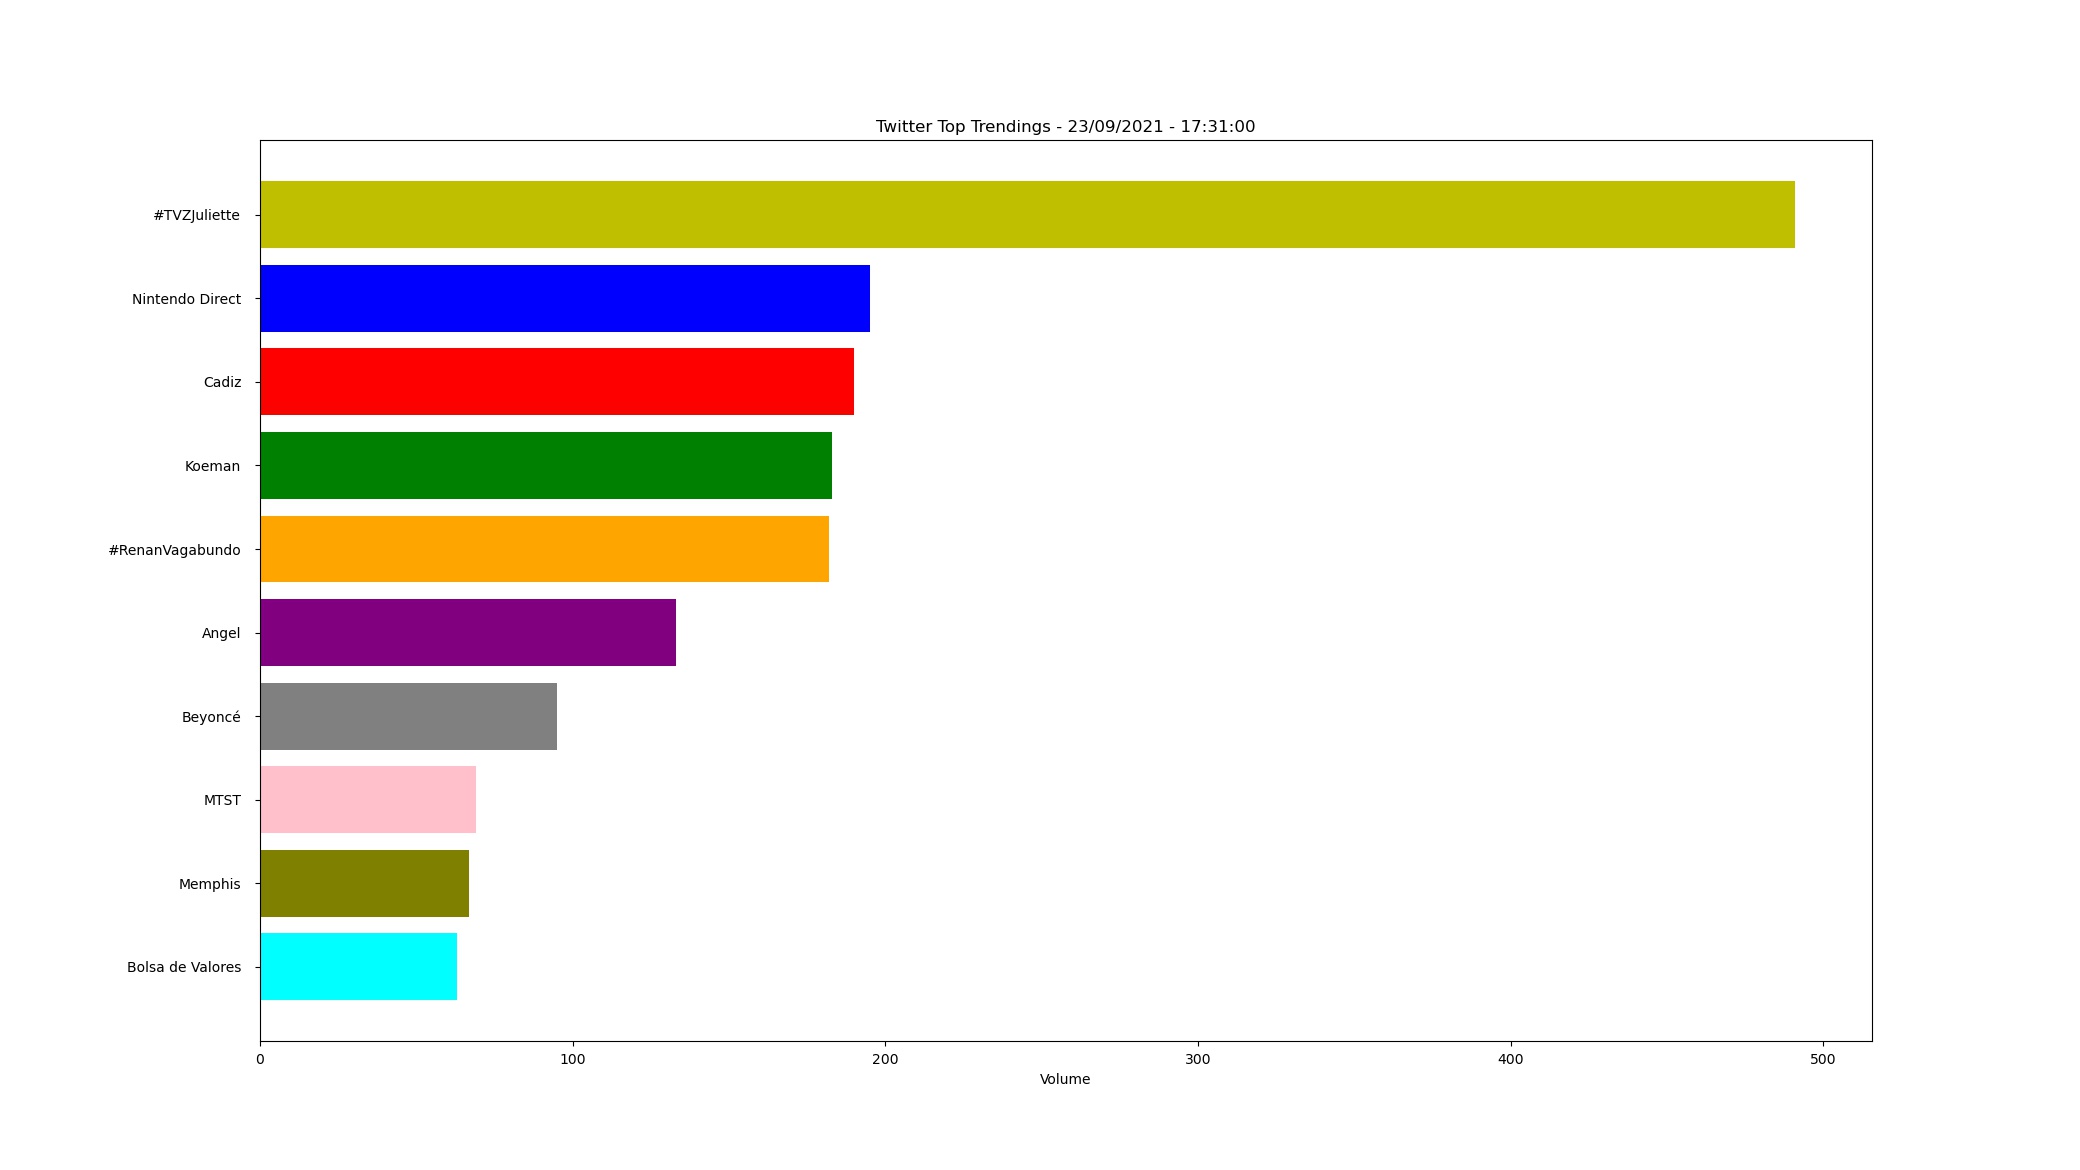 Twitter Top Trendings - 23/09/2021 - 17:31:00
#TVZJuliette
Nintendo Direct
Cadiz
Koeman
#RenanVagabundo
Angel
Beyoncé
MTST
Memphis
Bolsa de Valores
0 100 200 300 400 500
Volume